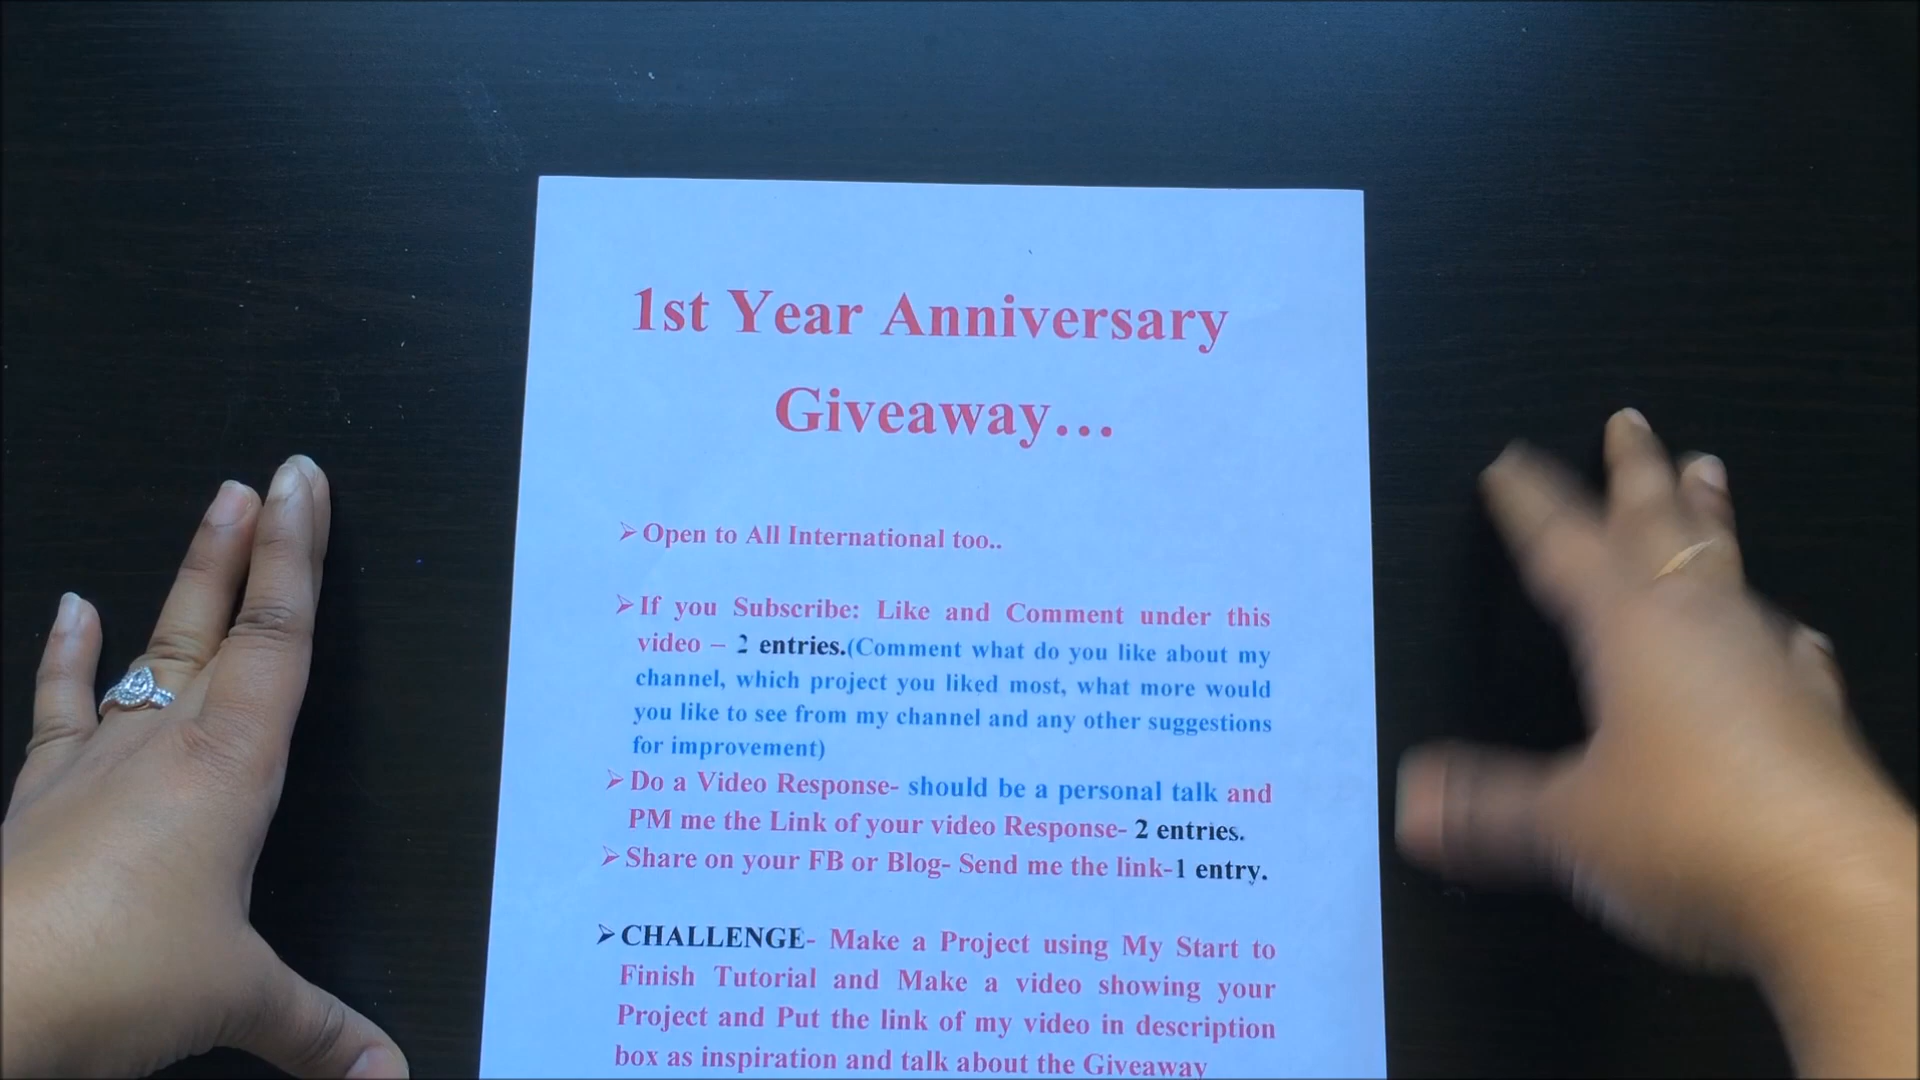 1st Year Anniversary
Giveaway...
➢Open to All International too..
➢If you Subscribe: Like and Comment under this
video – 2 entries.(Comment what do you like about my
channel, which project you liked most, what more would
you like to see from my channel and any other suggestions
for improvement)
➢Do a Video Response- should be a personal talk and
PM me the Link of your video Response- 2 entries.
➢Share on your FB or Blog- Send me the link-1 entry.
➢CHALLENGE- Make a Project using My Start to
Finish Tutorial and Make a video showing your
Project and Put the link of my video in description
box as inspiration and talk about the Giveaway